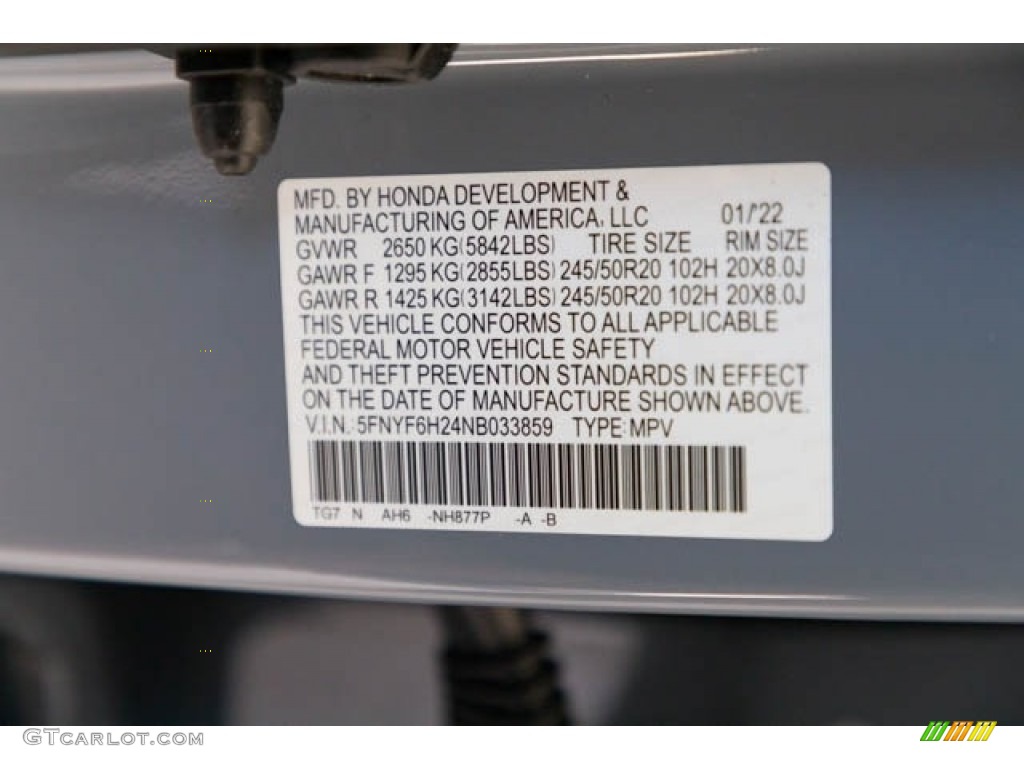 MFD. BY HONDA DEVELOPMENT &
MANUFACTURING OF AMERICA, LLC 01/'22
GVWR 2650 KG(5842LBS) TIRE SIZE RIM SIZE
GAWR F 1295 KG(2855LBS) 245/50R20 102H 20X8.0J
GAWR R 1425 KG(3142LBS) 245/50R20 102H 20X8.0J
THIS VEHICLE CONFORMS TO ALL APPLICABLE
FEDERAL MOTOR VEHICLE SAFETY
AND THEFT PREVENTION STANDARDS IN EFFECT
ON THE DATE OF MANUFACTURE SHOWN ABOVE.
V.I.N.: 5FNYF6H24NB033859 TYPE: MPV
TG7 N AH6 -NH877P -A -B
GTCARLOT.COM